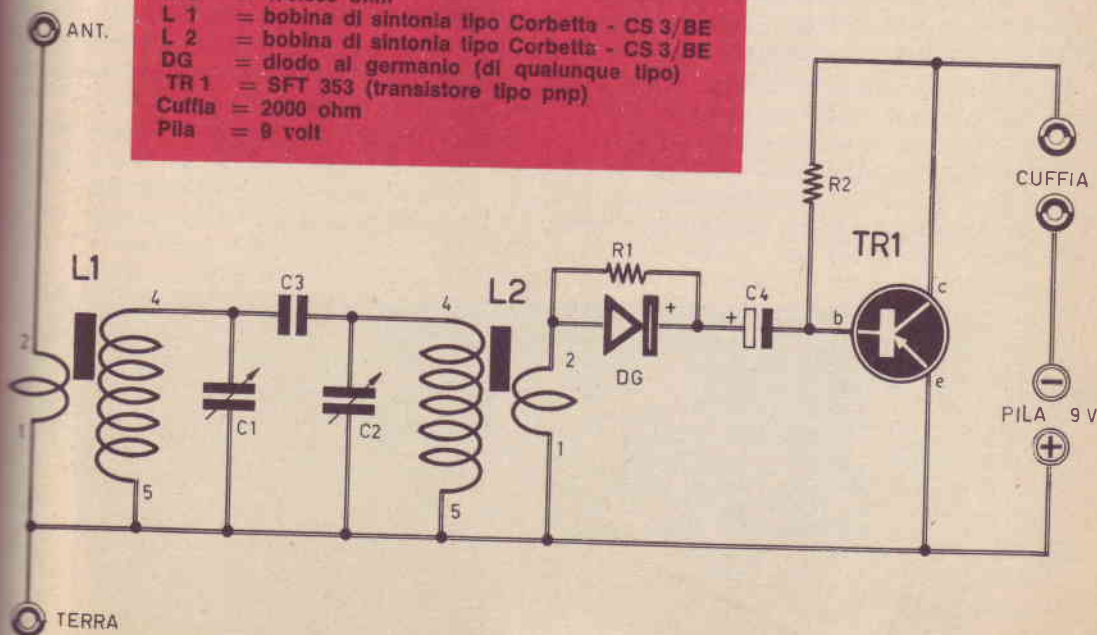 ohm
L 1 = bobina di sintonia tipo Corbetta - CS 3/BE
L 2 = bobina di sintonia tipo Corbetta - CS 3/BE
DG = diodo al germanio (di qualunque tipo)
TR 1 = SFT 353 (transistore tipo pnp)
Cuffia = 2000 ohm
Pila = 9 volt
ANT.
R2
CUFFIA
TR1
L1
C3
L2
R1
C4
4
4
+
+
b
c
2
2
DG
e
C1
C2
1
1
−
PILA 9 V
+
5
5
TERRA